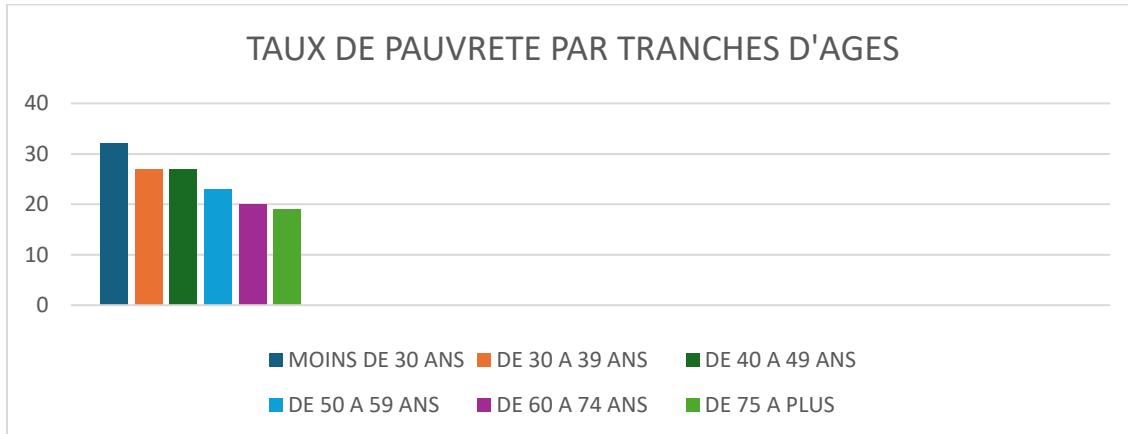 TAUX DE PAUVRETE PAR TRANCHES D'AGES
40
30
20
10
0
MOINS DE 30 ANS DE 30 A 39 ANS DE 40 A 49 ANS
DE 50 A 59 ANS DE 60 A 74 ANS DE 75 A PLUS